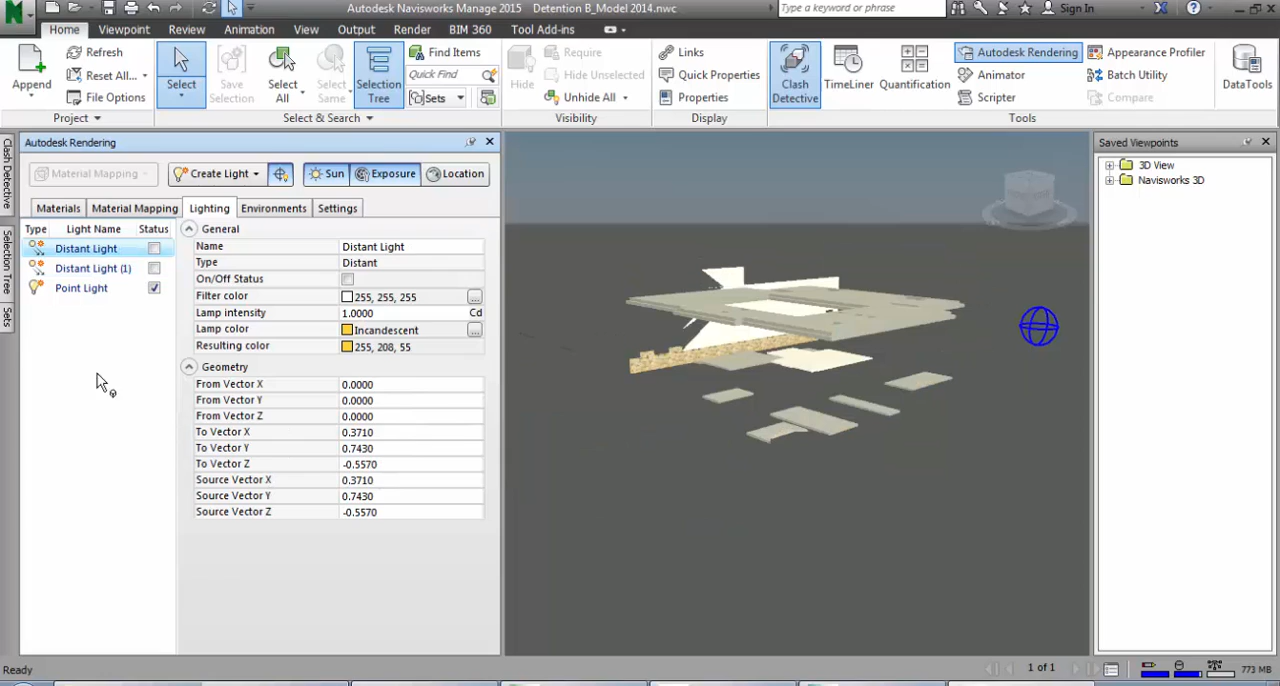 Autodesk Navisworks Manage 2015 Detention B_Model 2014.nwc
Type a keyword or phrase
Sign In
Home Viewpoint Review Animation View Output Render BIM 360 Tool Add-ins
Append
Refresh
Reset All...
File Options
Project
Select
Save Selection
Select All
Select Same
Selection Tree
Find Items
Quick Find
Sets
Select & Search
Hide
Require
Hide Unselected
Unhide All
Visibility
Links
Quick Properties
Properties
Display
Clash Detective
TimeLiner
Quantification
Autodesk Rendering
Animator
Scripter
Appearance Profiler
Batch Utility
Compare
Tools
DataTools
Clash Detective
Selection Tree
Sets
Autodesk Rendering
Material Mapping
Create Light
Sun
Exposure
Location
Materials Material Mapping Lighting Environments Settings
Type Light Name Status
Distant Light
Distant Light (1)
Point Light
General
Name Distant Light
Type Distant
On/Off Status
Filter color 255, 255, 255 ...
Lamp intensity 1.0000 Cd
Lamp color Incandescent ...
Resulting color 255, 208, 55
Geometry
From Vector X 0.0000
From Vector Y 0.0000
From Vector Z 0.0000
To Vector X 0.3710
To Vector Y 0.7430
To Vector Z -0.5570
Source Vector X 0.3710
Source Vector Y 0.7430
Source Vector Z -0.5570
Saved Viewpoints
3D View
Navisworks 3D
Ready
1 of 1
773 MB